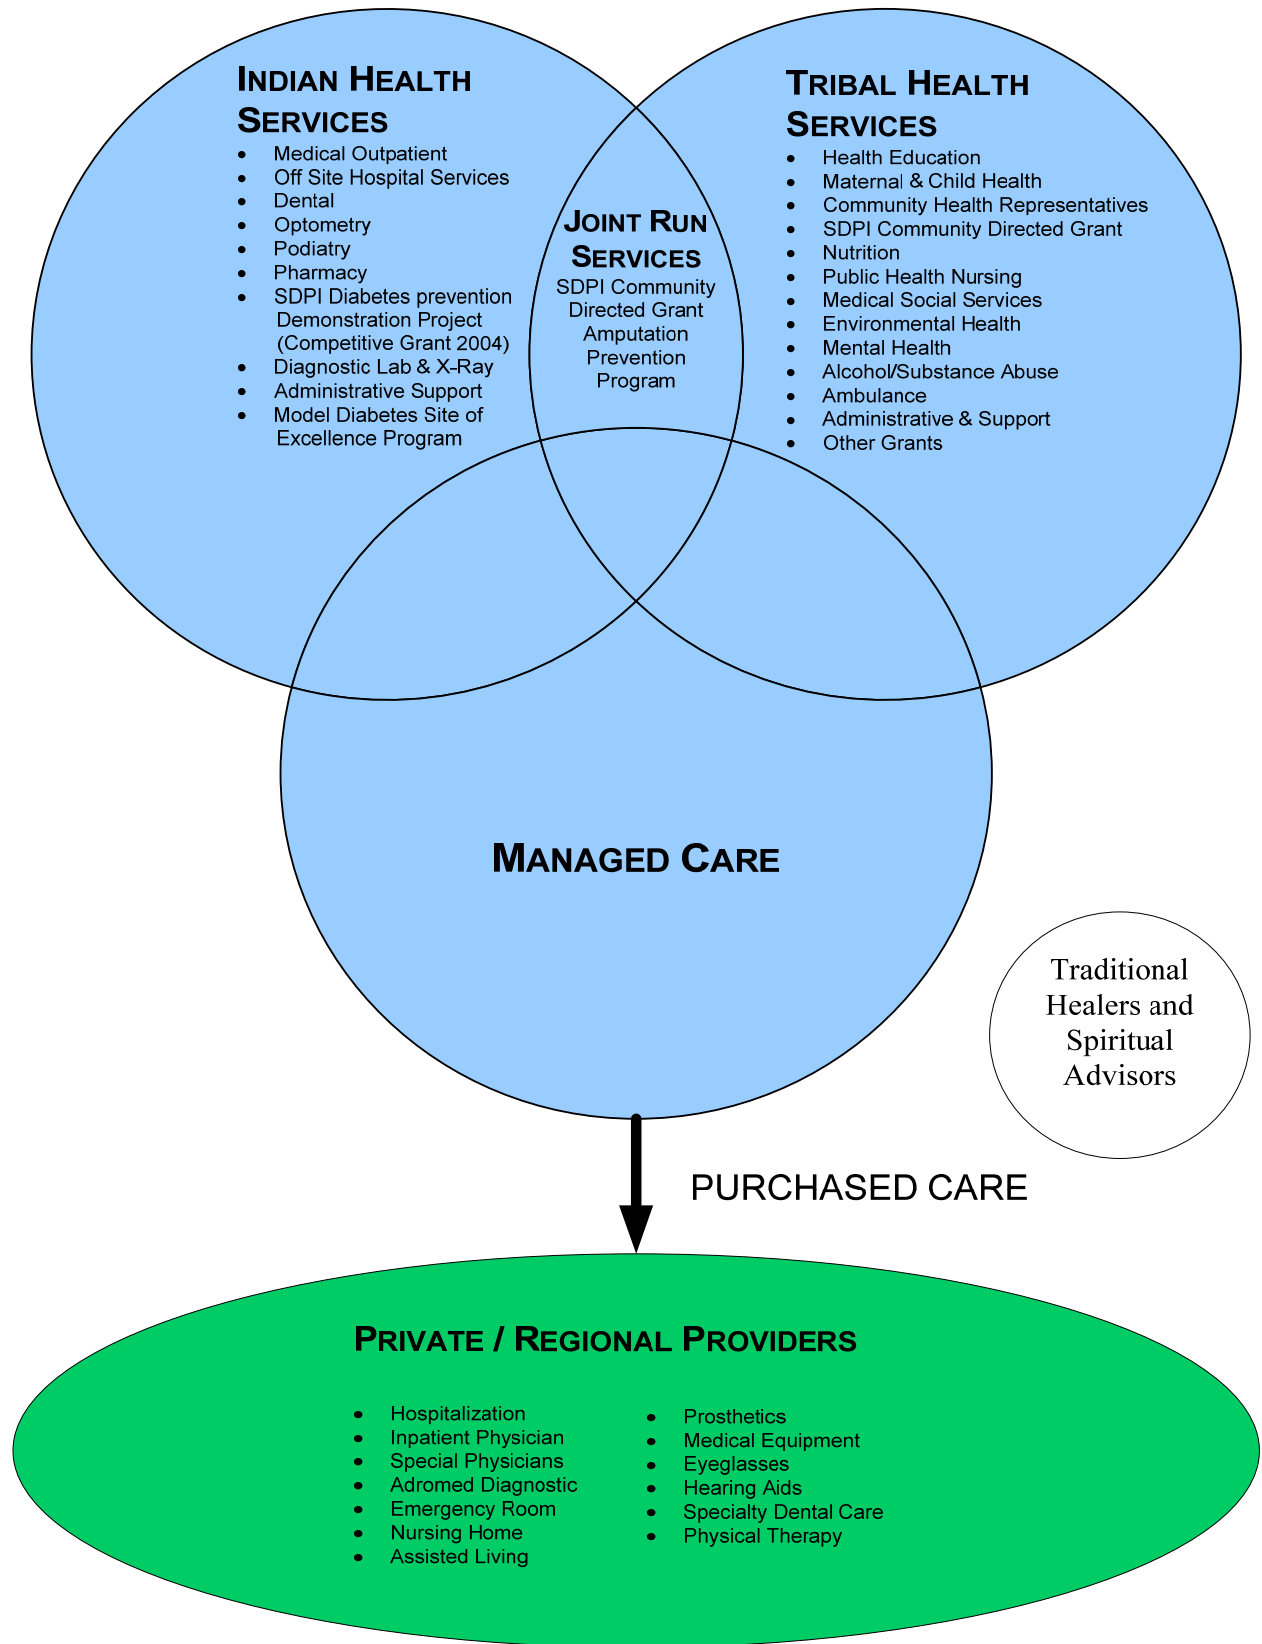 INDIAN HEALTH
SERVICES
• Medical Outpatient
• Off Site Hospital Services
• Dental
• Optometry
• Podiatry
• Pharmacy
• SDPI Diabetes prevention
Demonstration Project
(Competitive Grant 2004)
• Diagnostic Lab & X-Ray
• Administrative Support
• Model Diabetes Site of
Excellence Program
JOINT RUN
SERVICES
SDPI Community
Directed Grant
Amputation
Prevention
Program
TRIBAL HEALTH
SERVICES
• Health Education
• Maternal & Child Health
• Community Health Representatives
• SDPI Community Directed Grant
• Nutrition
• Public Health Nursing
• Medical Social Services
• Environmental Health
• Mental Health
• Alcohol/Substance Abuse
• Ambulance
• Administrative & Support
• Other Grants
MANAGED CARE
Traditional
Healers and
Spiritual
Advisors
PURCHASED CARE
PRIVATE / REGIONAL PROVIDERS
• Hospitalization
• Inpatient Physician
• Special Physicians
• Adromed Diagnostic
• Emergency Room
• Nursing Home
• Assisted Living
• Prosthetics
• Medical Equipment
• Eyeglasses
• Hearing Aids
• Specialty Dental Care
• Physical Therapy